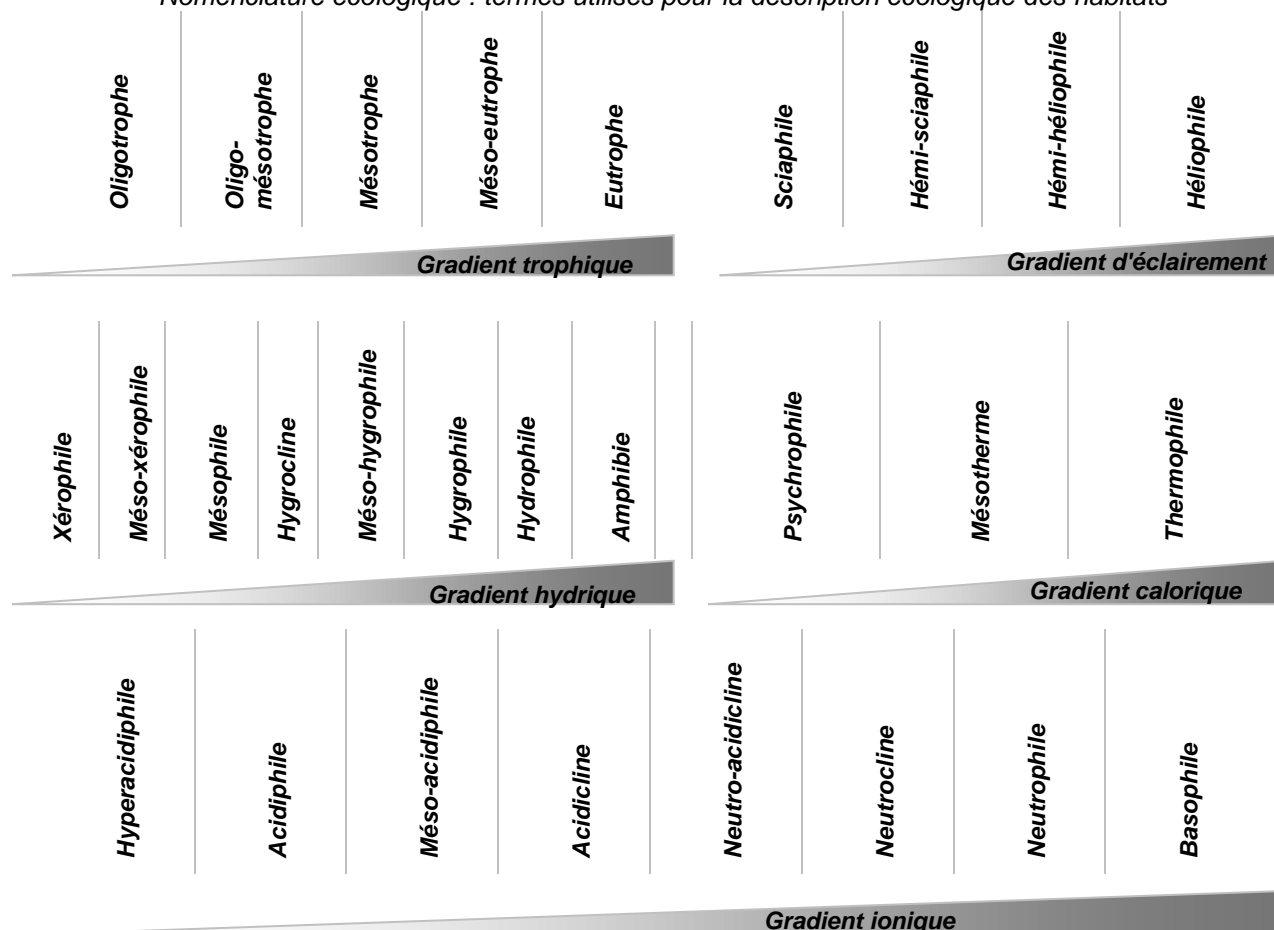 Nomenclature écologique : termes utilisés pour la description écologique des habitats
Oligotrophe
Oligo-
mésotrophe
Mésotrophe
Méso-eutrophe
Eutrophe
Gradient trophique
Sciaphile
Hémi-sciaphile
Hémi-héliophile
Héliophile
Gradient d'éclairement
Xérophile
Méso-xérophile
Mésophile
Hygrocline
Méso-hygrophile
Hygrophile
Hydrophile
Amphibie
Gradient hydrique
Psychrophile
Mésotherme
Thermophile
Gradient calorique
Hyperacidiphile
Acidiphile
Méso-acidiphile
Acidicline
Neutro-acidicline
Neutrocline
Neutrophile
Basophile
Gradient ionique